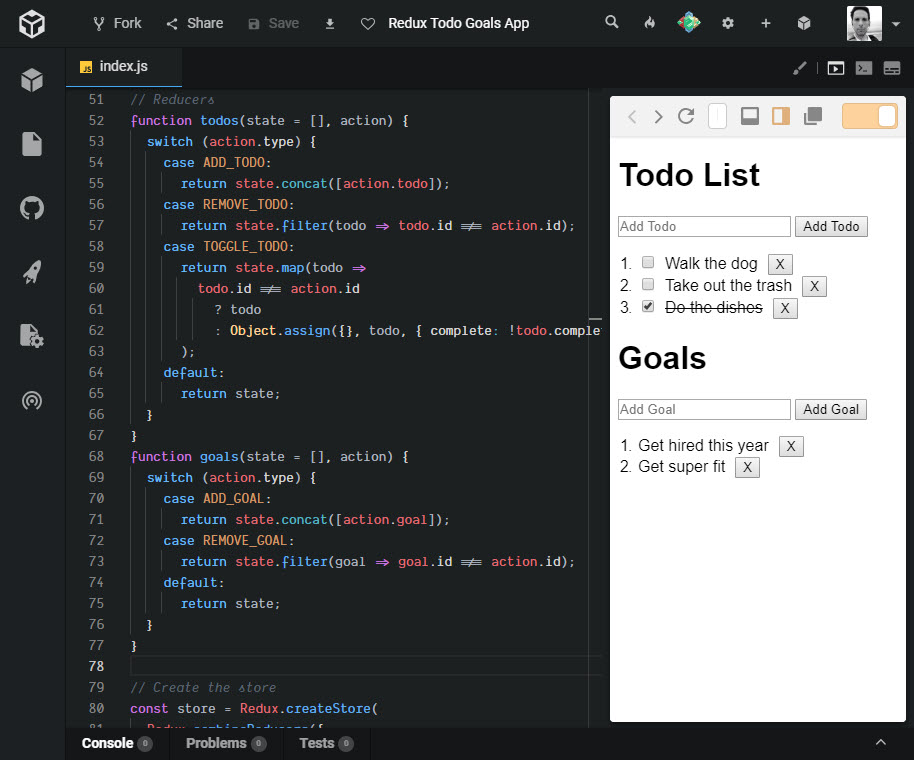 Fork Share Save Redux Todo Goals App
JS index.js
51 // Reducers
52 function todos(state = [], action) {
53 switch (action.type) {
54 case ADD_TODO:
55 return state.concat([action.todo]);
56 case REMOVE_TODO:
57 return state.filter(todo => todo.id !== action.id);
58 case TOGGLE_TODO:
59 return state.map(todo =>
60 todo.id !== action.id
61 ? todo
62 : Object.assign({}, todo, { complete: !todo.comple
63 );
64 default:
65 return state;
66 }
67 }
68 function goals(state = [], action) {
69 switch (action.type) {
70 case ADD_GOAL:
71 return state.concat([action.goal]);
72 case REMOVE_GOAL:
73 return state.filter(goal => goal.id !== action.id);
74 default:
75 return state;
76 }
77 }
78
79 // Create the store
80 const store = Redux.createStore(
81 Redux.combineReducers({
Todo List
Add Todo Add Todo
1. Walk the dog X
2. Take out the trash X
3. Do the dishes X
Goals
Add Goal Add Goal
1. Get hired this year X
2. Get super fit X
Console 0 Problems 0 Tests 0